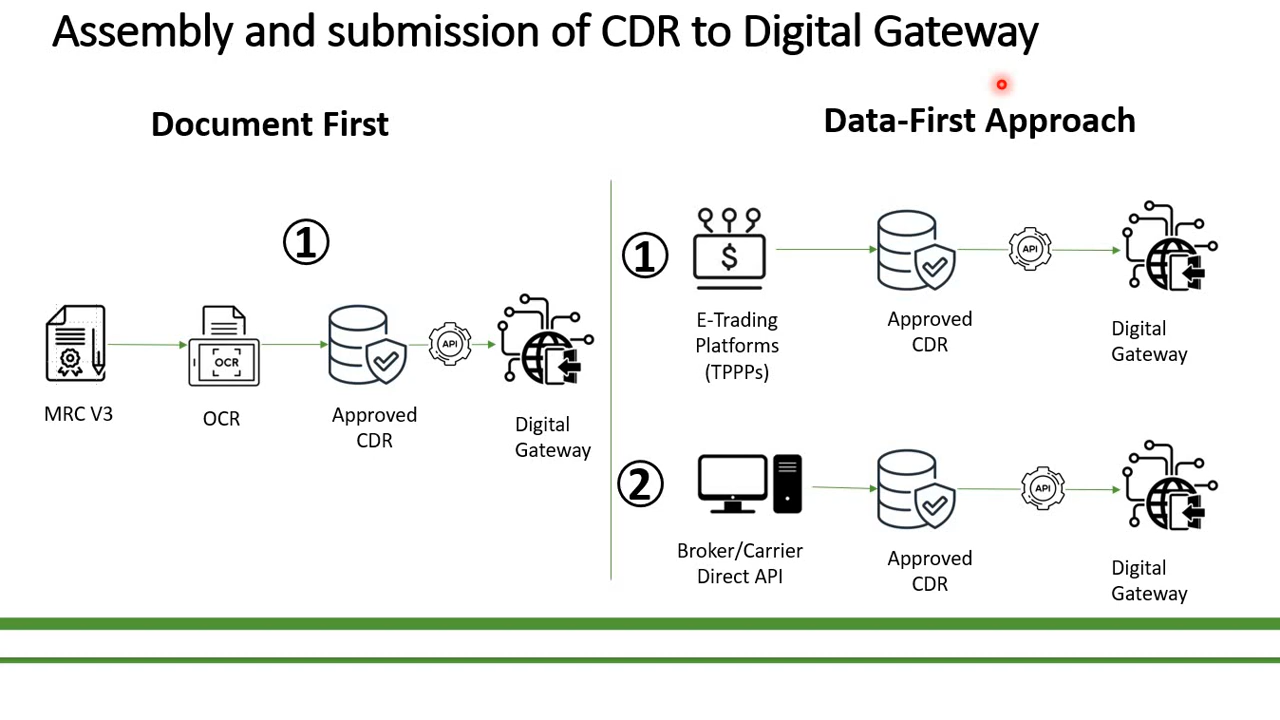 Assembly and submission of CDR to Digital Gateway
Document First
1
MRC V3
OCR
OCR
Approved
CDR
API
Digital
Gateway
Data-First Approach
1
$
E-Trading
Platforms
(TPPPs)
Approved
CDR
API
Digital
Gateway
2
Broker/Carrier
Direct API
Approved
CDR
API
Digital
Gateway